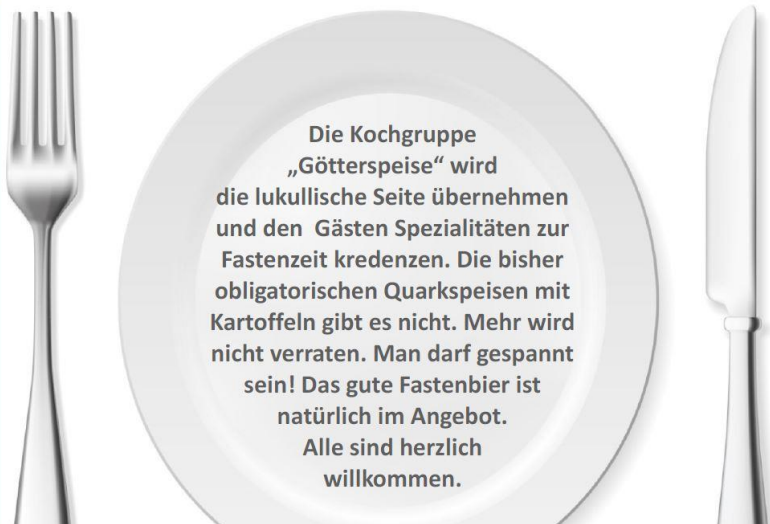 Die Kochgruppe
„Götterspeise“ wird
die lukullische Seite übernehmen
und den  Gästen Spezialitäten zur
Fastenzeit kredenzen. Die bisher
obligatorischen Quarkspeisen mit
Kartoffeln gibt es nicht. Mehr wird
nicht verraten. Man darf gespannt
sein! Das gute Fastenbier ist
natürlich im Angebot.
Alle sind herzlich
willkommen.